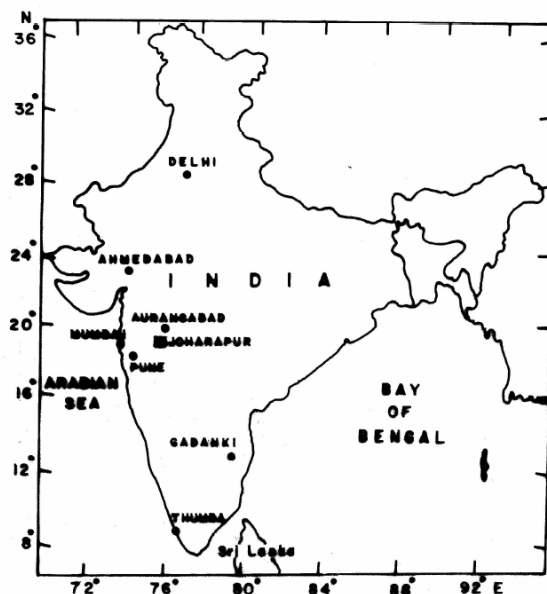 N.
36°
32°
28°
24°
20°
16°
12°
8°
DELHI
AHMEDABAD
INDIA
AURANGABAD
MUMBAI
JOHARAPUR
PUNE
ARABIAN
SEA
BAY
OF
BENGAL
GADANKI
THUMBA
Sri Lanka
72° 76° 80° 84° 88° 92° E